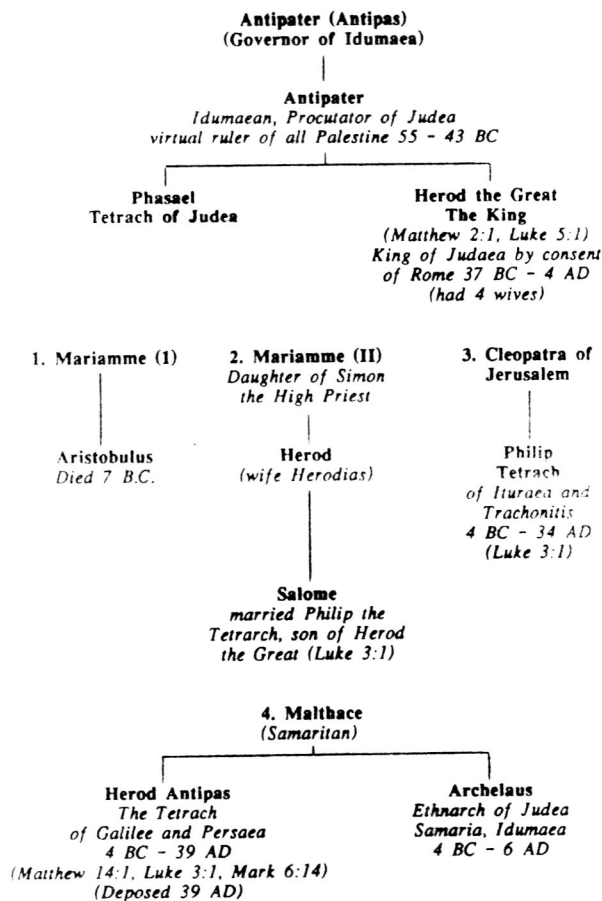 Antipater (Antipas)
(Governor of Idumaea)
Antipater
Idumaean, Procutator of Judea
virtual ruler of all Palestine 55 - 43 BC
Phasael
Tetrach of Judea
Herod the Great
The King
(Matthew 2:1, Luke 5:1)
King of Judaea by consent
of Rome 37 BC - 4 AD
(had 4 wives)
1. Mariamme (1)
Aristobulus
Died 7 B.C.
2. Mariamme (II)
Daughter of Simon
the High Priest
Herod
(wife Herodias)
Salome
married Philip the
Tetrarch, son of Herod
the Great (Luke 3:1)
3. Cleopatra of
Jerusalem
Philip
Tetrach
of Ituraea and
Trachonitis
4 BC - 34 AD
(Luke 3:1)
4. Malthace
(Samaritan)
Herod Antipas
The Tetrach
of Galilee and Persaea
4 BC - 39 AD
(Matthew 14:1, Luke 3:1, Mark 6:14)
(Deposed 39 AD)
Archelaus
Ethnarch of Judea
Samaria, Idumaea
4 BC - 6 AD